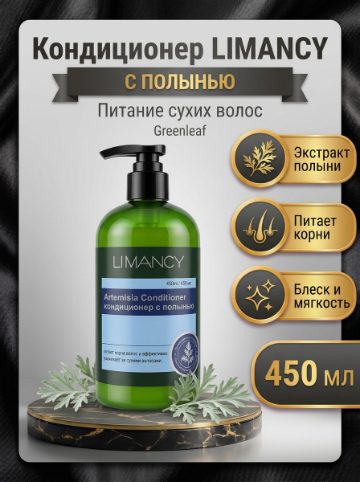 Кондиционер LIMANCY
С ПОЛЫНЬЮ
Питание сухих волос
Greenleaf
Экстракт
полыни
Питает
корни
Блеск и
мягкость
450 мл
LIMANCY
Artemisia Conditioner
кондиционер с полынью